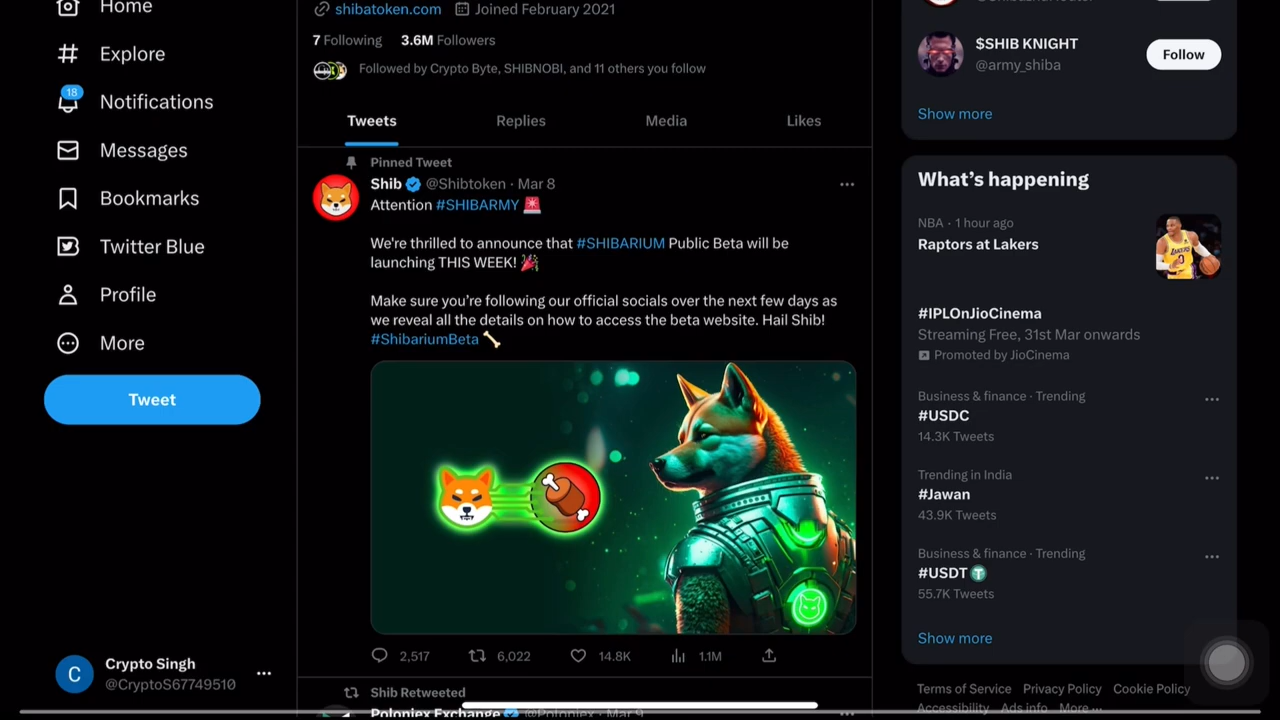 Home
Explore
18
Notifications
Messages
Bookmarks
Twitter Blue
Profile
More
Tweet
C
Crypto Singh
@CryptoS67749510
shibatoken.com Joined February 2021
7 Following 3.6M Followers
Followed by Crypto Byte, SHIBNOBI, and 11 others you follow
Tweets Replies Media Likes
Pinned Tweet
Shib @Shibtoken · Mar 8
Attention #SHIBARMY
We're thrilled to announce that #SHIBARIUM Public Beta will be
launching THIS WEEK!
Make sure you're following our official socials over the next few days as
we reveal all the details on how to access the beta website. Hail Shib!
#ShibariumBeta
2,517 6,022 14.8K 1.1M
Shib Retweeted
Poloniex Exchange @Poloniex · Mar 9
$SHIB KNIGHT
@army_shiba
Follow
Show more
What's happening
NBA · 1 hour ago
Raptors at Lakers
#IPLOnJioCinema
Streaming Free, 31st Mar onwards
Promoted by JioCinema
Business & finance · Trending
#USDC
14.3K Tweets
Trending in India
#Jawan
43.9K Tweets
Business & finance · Trending
#USDT
55.7K Tweets
Show more
Terms of Service Privacy Policy Cookie Policy
Accessibility Ads info More ...